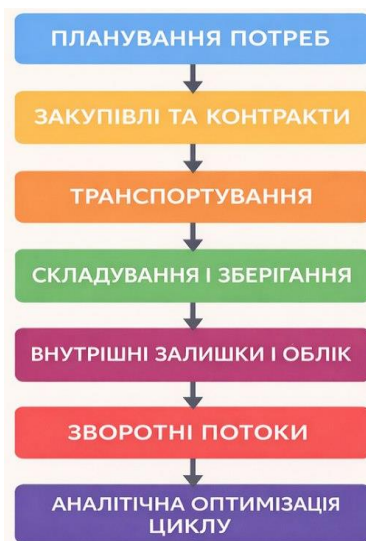 ПЛАНУВАННЯ ПОТРЕБ
ЗАКУПІВЛІ ТА КОНТРАКТИ
ТРАНСПОРТУВАННЯ
СКЛАДУВАННЯ І ЗБЕРІГАННЯ
ВНУТРІШНІ ЗАЛИШКИ І ОБЛІК
ЗВОРОТНІ ПОТОКИ
АНАЛІТИЧНА ОПТИМІЗАЦІЯ
ЦИКЛУ